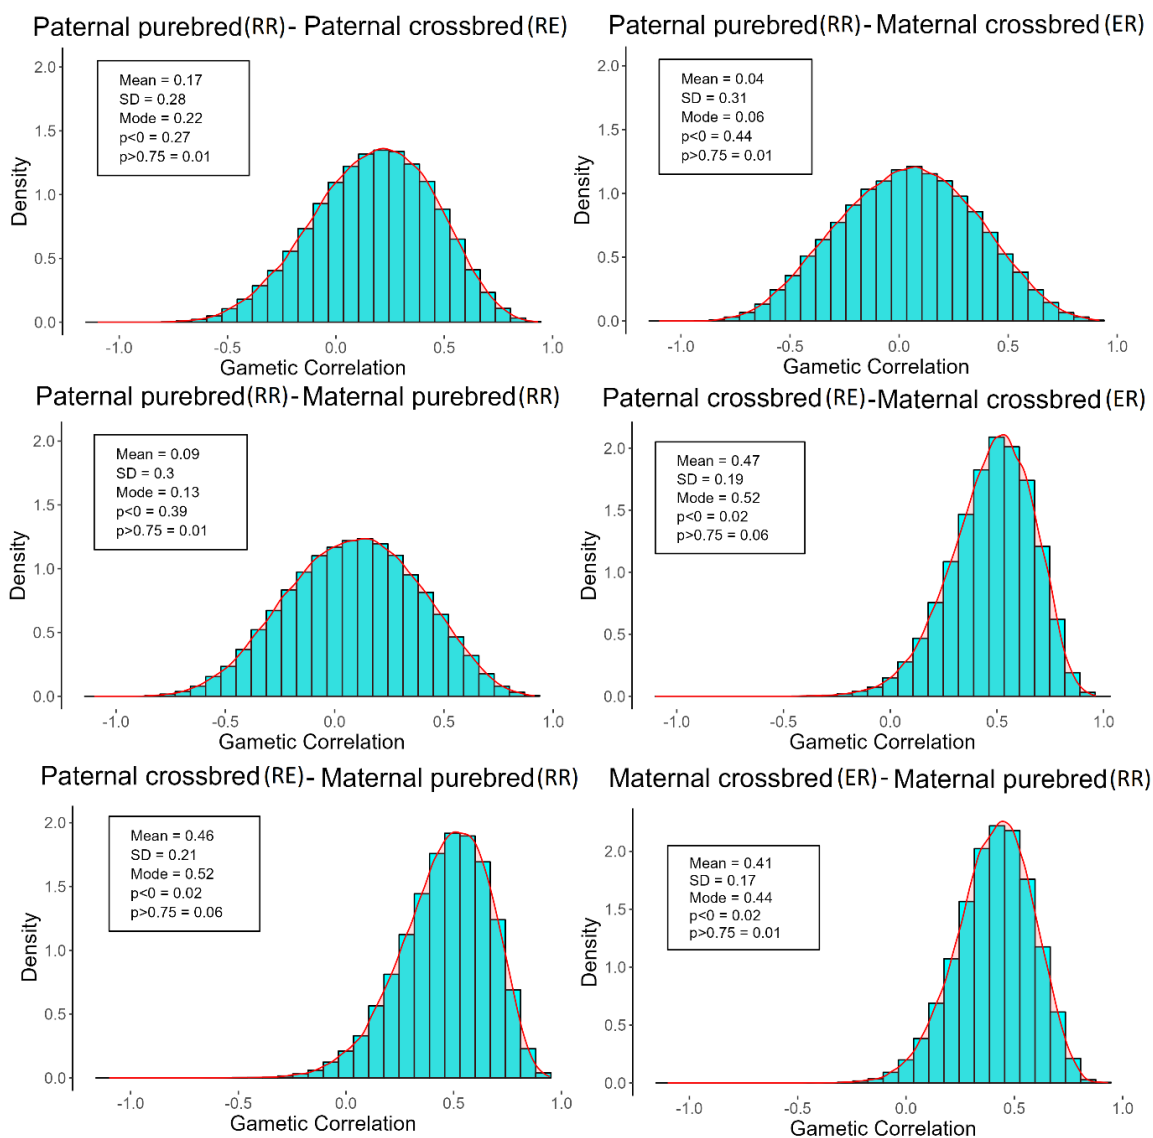 Paternal purebred(RR)- Paternal crossbred(RE)
2.0
Mean = 0.17
SD = 0.28
Mode = 0.22
p<0 = 0.27
p>0.75 = 0.01
1.5
1.0
0.5
0.0
Density
-1.0
-0.5
0.0
0.5
1.0
Gametic Correlation
Paternal purebred(RR)- Maternal crossbred(ER)
2.0
Mean = 0.04
SD = 0.31
Mode = 0.06
p<0 = 0.44
p>0.75 = 0.01
1.5
1.0
0.5
0.0
Density
-1.0
-0.5
0.0
0.5
1.0
Gametic Correlation
Paternal purebred(RR)-Maternal purebred(RR)
2.0
Mean = 0.09
SD = 0.3
Mode = 0.13
p<0 = 0.39
p>0.75 = 0.01
1.5
1.0
0.5
0.0
Density
-1.0
-0.5
0.0
0.5
1.0
Gametic Correlation
Paternal crossbred(RE)-Maternal crossbred(ER)
2.0
Mean = 0.47
SD = 0.19
Mode = 0.52
p<0 = 0.02
p>0.75 = 0.06
1.5
1.0
0.5
0.0
Density
-1.0
-0.5
0.0
0.5
1.0
Gametic Correlation
Paternal crossbred(RE)- Maternal purebred(RR)
2.0
Mean = 0.46
SD = 0.21
Mode = 0.52
p<0 = 0.02
p>0.75 = 0.06
1.5
1.0
0.5
0.0
Density
-1.0
-0.5
0.0
0.5
1.0
Gametic Correlation
Maternal crossbred(ER)- Maternal purebred(RR)
2.0
Mean = 0.41
SD = 0.17
Mode = 0.44
p<0 = 0.02
p>0.75 = 0.01
1.5
1.0
0.5
0.0
Density
-1.0
-0.5
0.0
0.5
1.0
Gametic Correlation